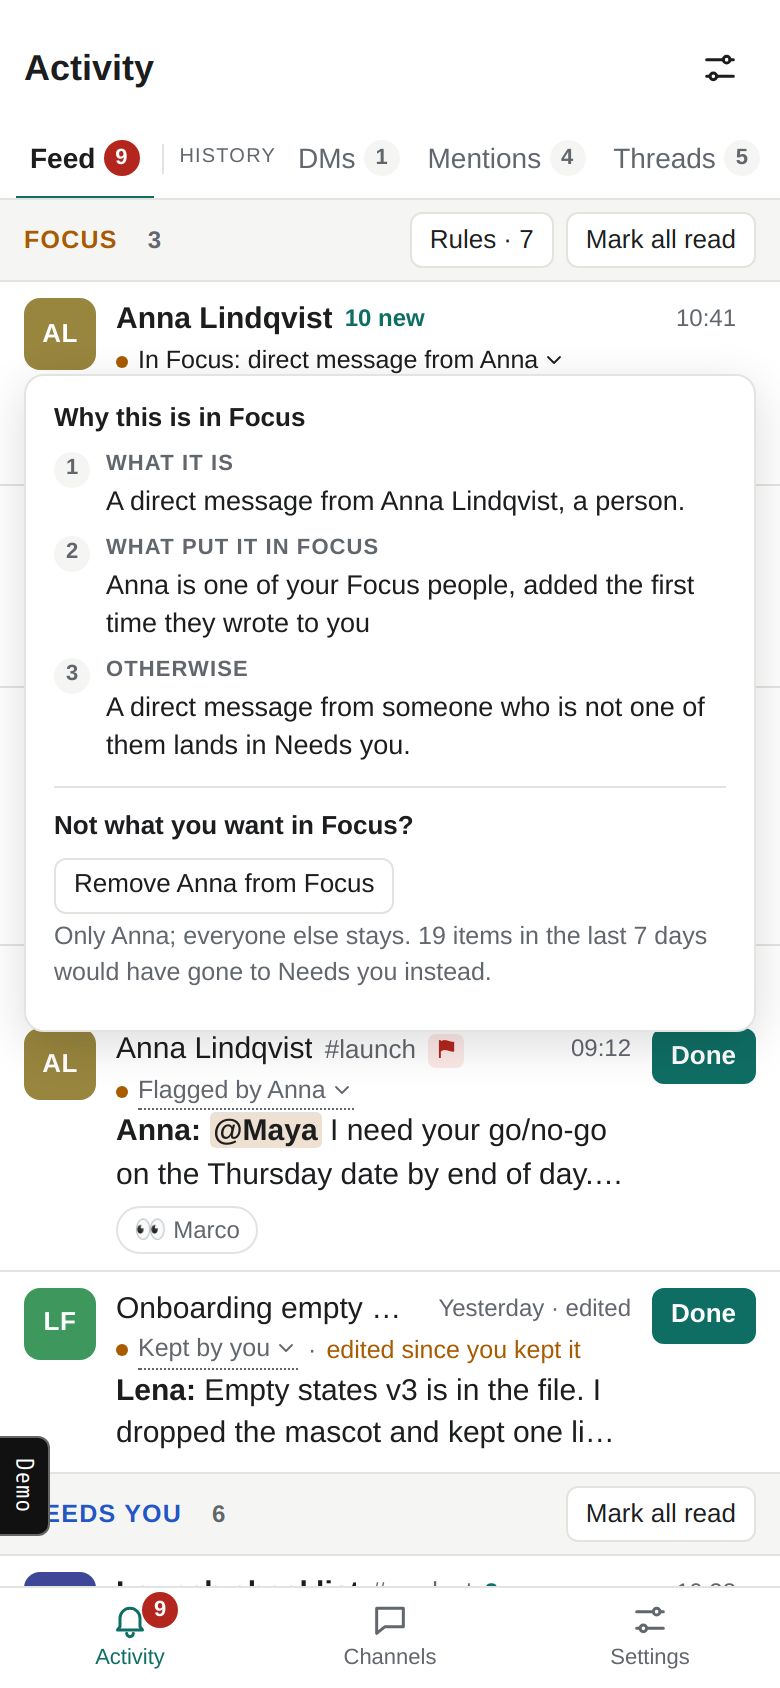 Activity
Feed 9 HISTORY DMs 1 Mentions 4 Threads 5
FOCUS 3 Rules · 7 Mark all read
AL Anna Lindqvist 10 new 10:41
In Focus: direct message from Anna
Why this is in Focus
1 WHAT IT IS
A direct message from Anna Lindqvist, a person.
2 WHAT PUT IT IN FOCUS
Anna is one of your Focus people, added the first
time they wrote to you
3 OTHERWISE
A direct message from someone who is not one of
them lands in Needs you.
Not what you want in Focus?
Remove Anna from Focus
Only Anna; everyone else stays. 19 items in the last 7 days
would have gone to Needs you instead.
AL Anna Lindqvist #launch 09:12 Done
Flagged by Anna
Anna: @Maya I need your go/no-go
on the Thursday date by end of day....
👀 Marco
LF Onboarding empty ... Yesterday · edited Done
Kept by you · edited since you kept it
Lena: Empty states v3 is in the file. I
dropped the mascot and kept one li...
Demo
EEDS YOU 6 Mark all read
9
Activity Channels Settings